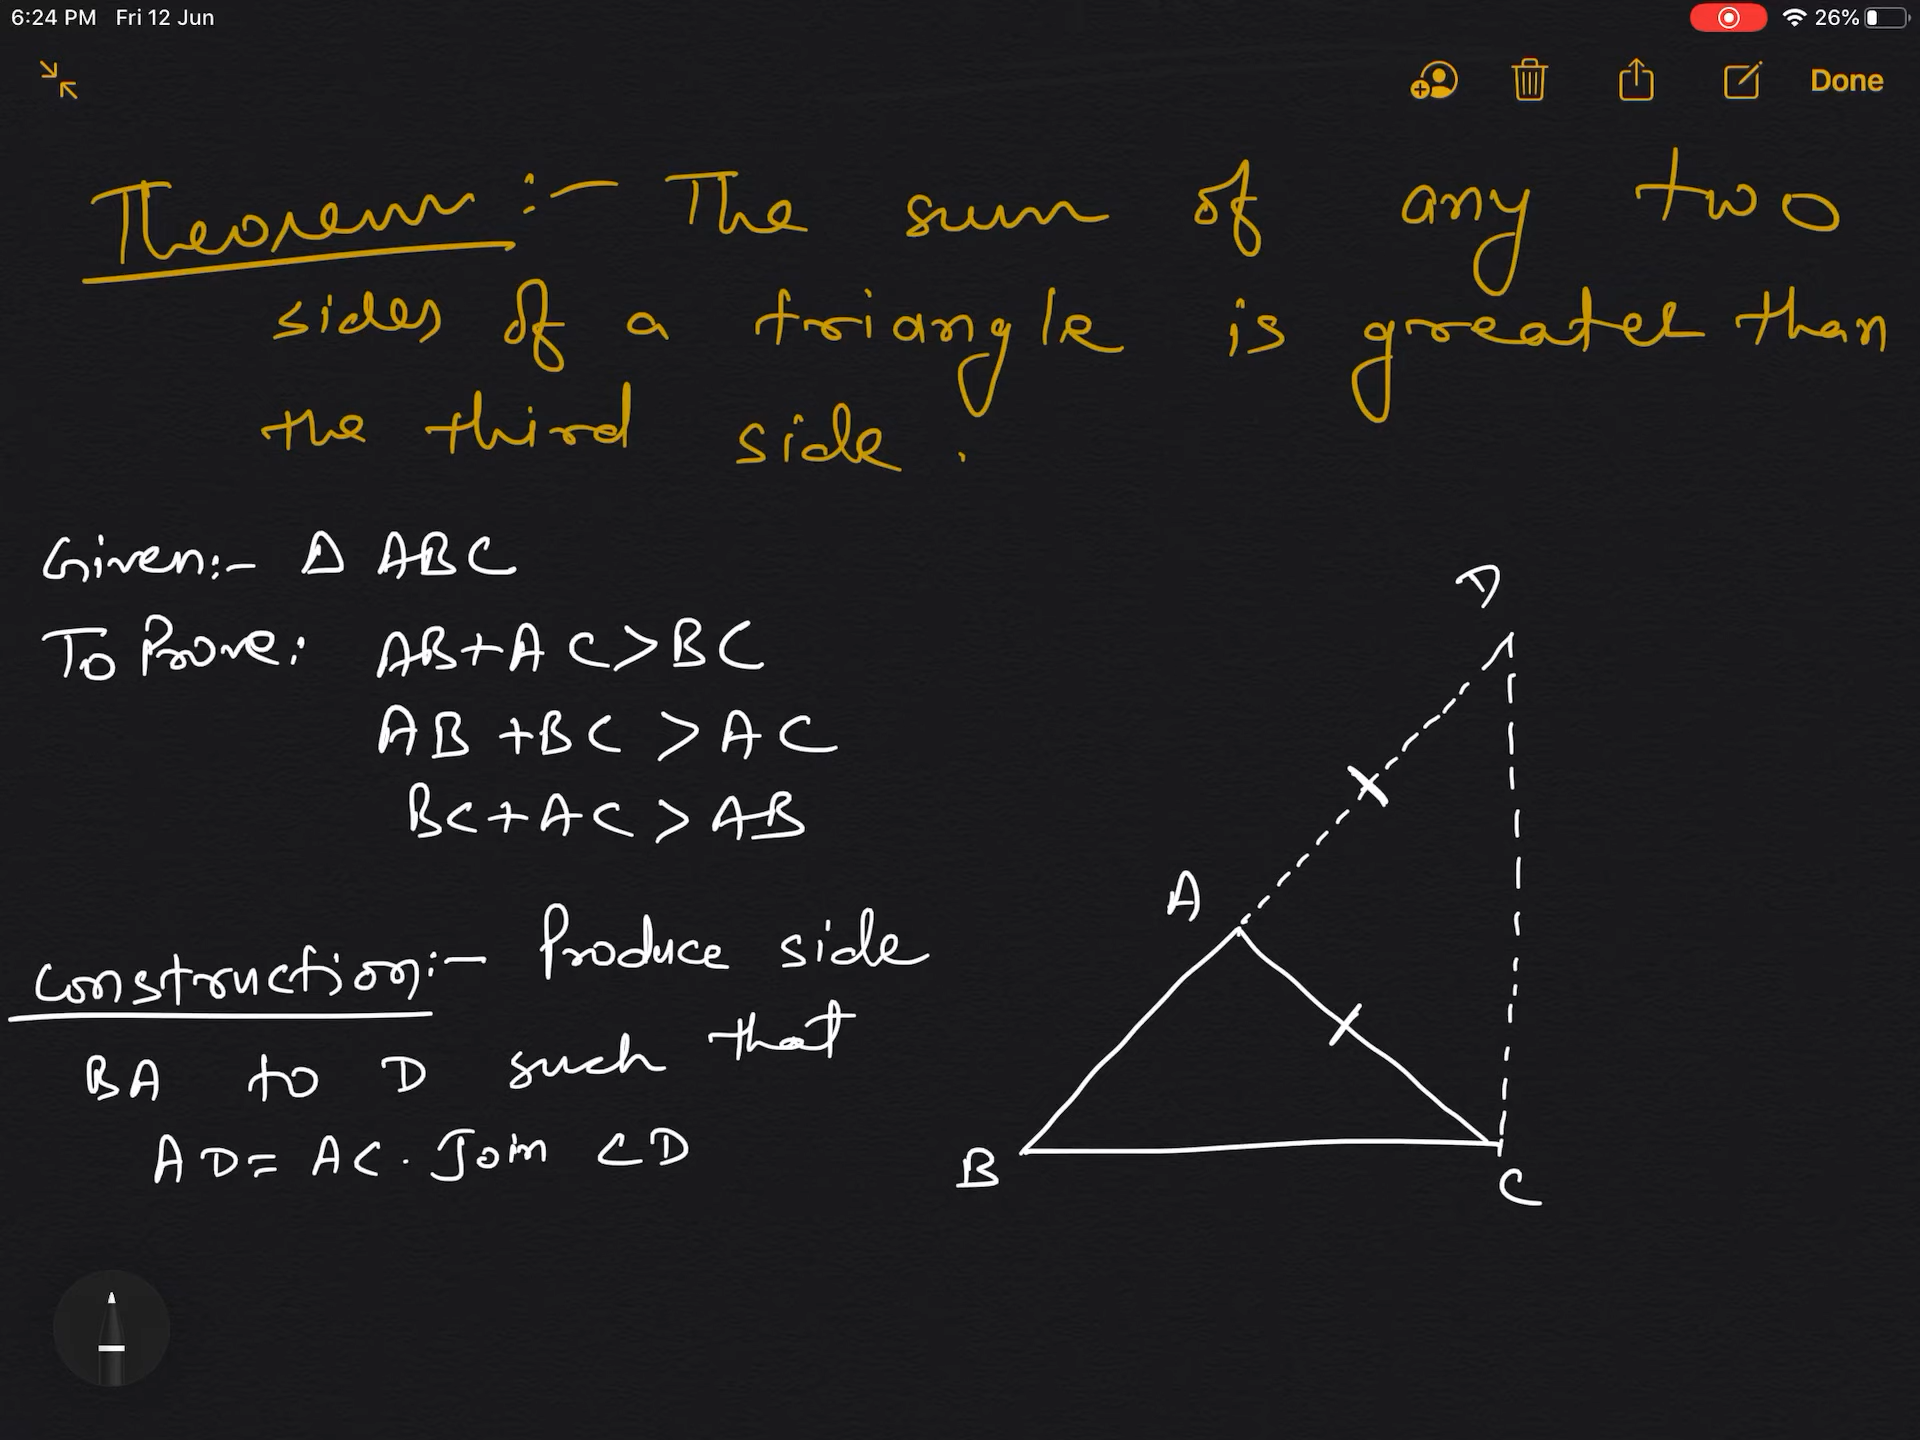 6:24 PM Fri 12 Jun
26%
Done
Theorem :- The sum of any two
sides of a triangle is greater than
the third side.
Given:- Δ ABC
To Prove: AB+AC>BC
AB+BC>AC
BC+AC>AB
Construction:- Produce side
BA to D such that
AD=AC. Join CD
D
A
B
C